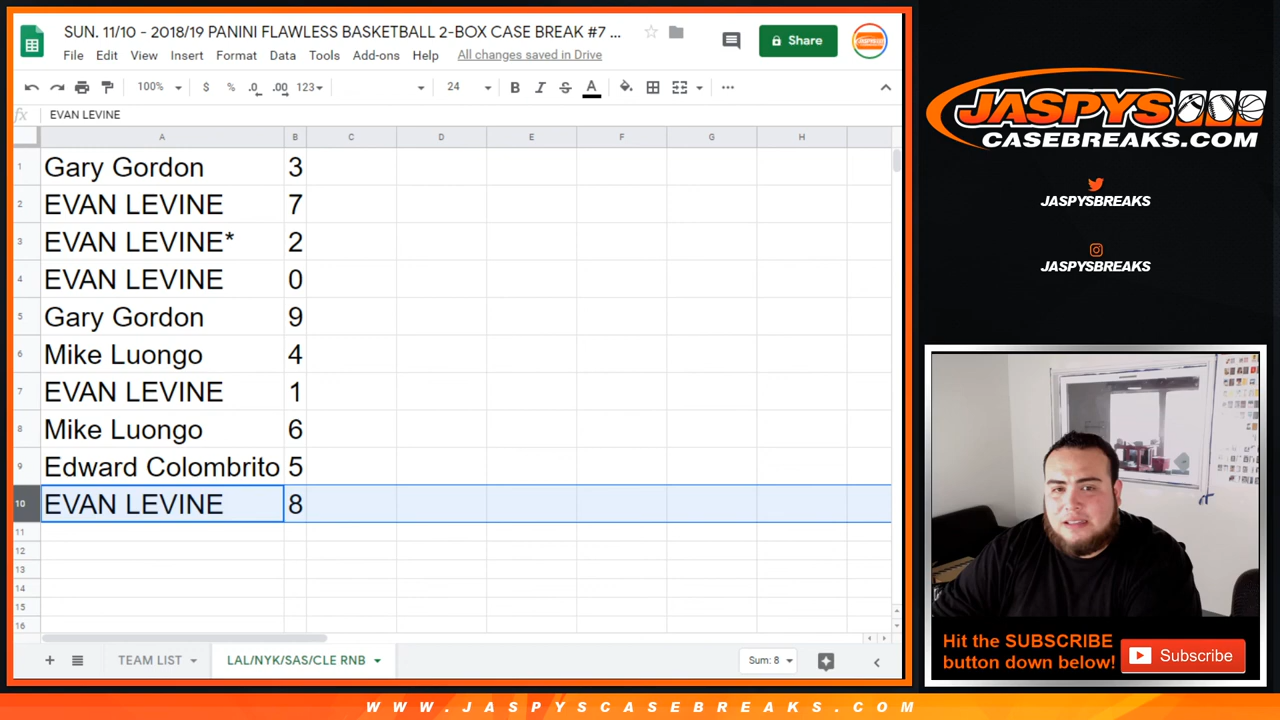 SUN. 11/10 - 2018/19 PANINI FLAWLESS BASKETBALL 2-BOX CASE BREAK #7 ...
File Edit View Insert Format Data Tools Add-ons Help All changes saved in Drive
Share
100% $ % .0 .00 123 24 B I S A ...
fx EVAN LEVINE
A B C D E F G H
1 Gary Gordon 3
2 EVAN LEVINE 7
3 EVAN LEVINE* 2
4 EVAN LEVINE 0
5 Gary Gordon 9
6 Mike Luongo 4
7 EVAN LEVINE 1
8 Mike Luongo 6
9 Edward Colombrito 5
10 EVAN LEVINE 8
11
12
13
14
15
16
TEAM LIST LAL/NYK/SAS/CLE RNB Sum: 8
JASPYS
CASEBREAKS.COM
JASPYSBREAKS
JASPYSBREAKS
Hit the SUBSCRIBE
button down below!
Subscribe
WWW.JASPYSCASEBREAKS.COM